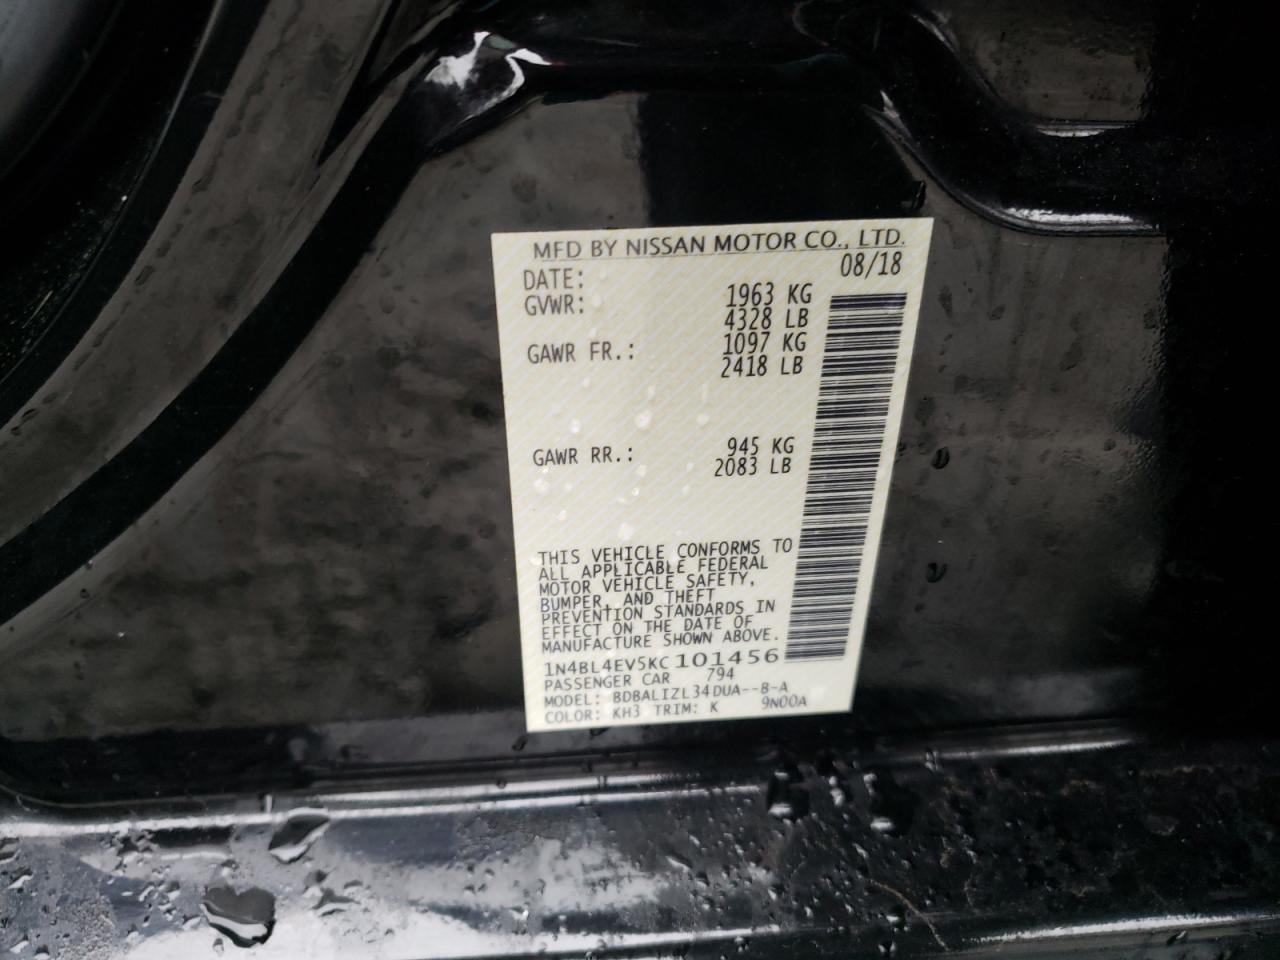 MFD BY NISSAN MOTOR CO., LTD.
DATE: 08/18
GVWR: 1963 KG
4328 LB
GAWR FR.: 1097 KG
2418 LB
GAWR RR.: 945 KG
2083 LB
THIS VEHICLE CONFORMS TO
ALL APPLICABLE FEDERAL
MOTOR VEHICLE SAFETY,
BUMPER, AND THEFT
PREVENTION STANDARDS IN
EFFECT ON THE DATE OF
MANUFACTURE SHOWN ABOVE.
1N4BL4EV5KC101456
PASSENGER CAR 794
MODEL: BDBALIZL34DUA--B-A
COLOR: KH3 TRIM: K 9N00A